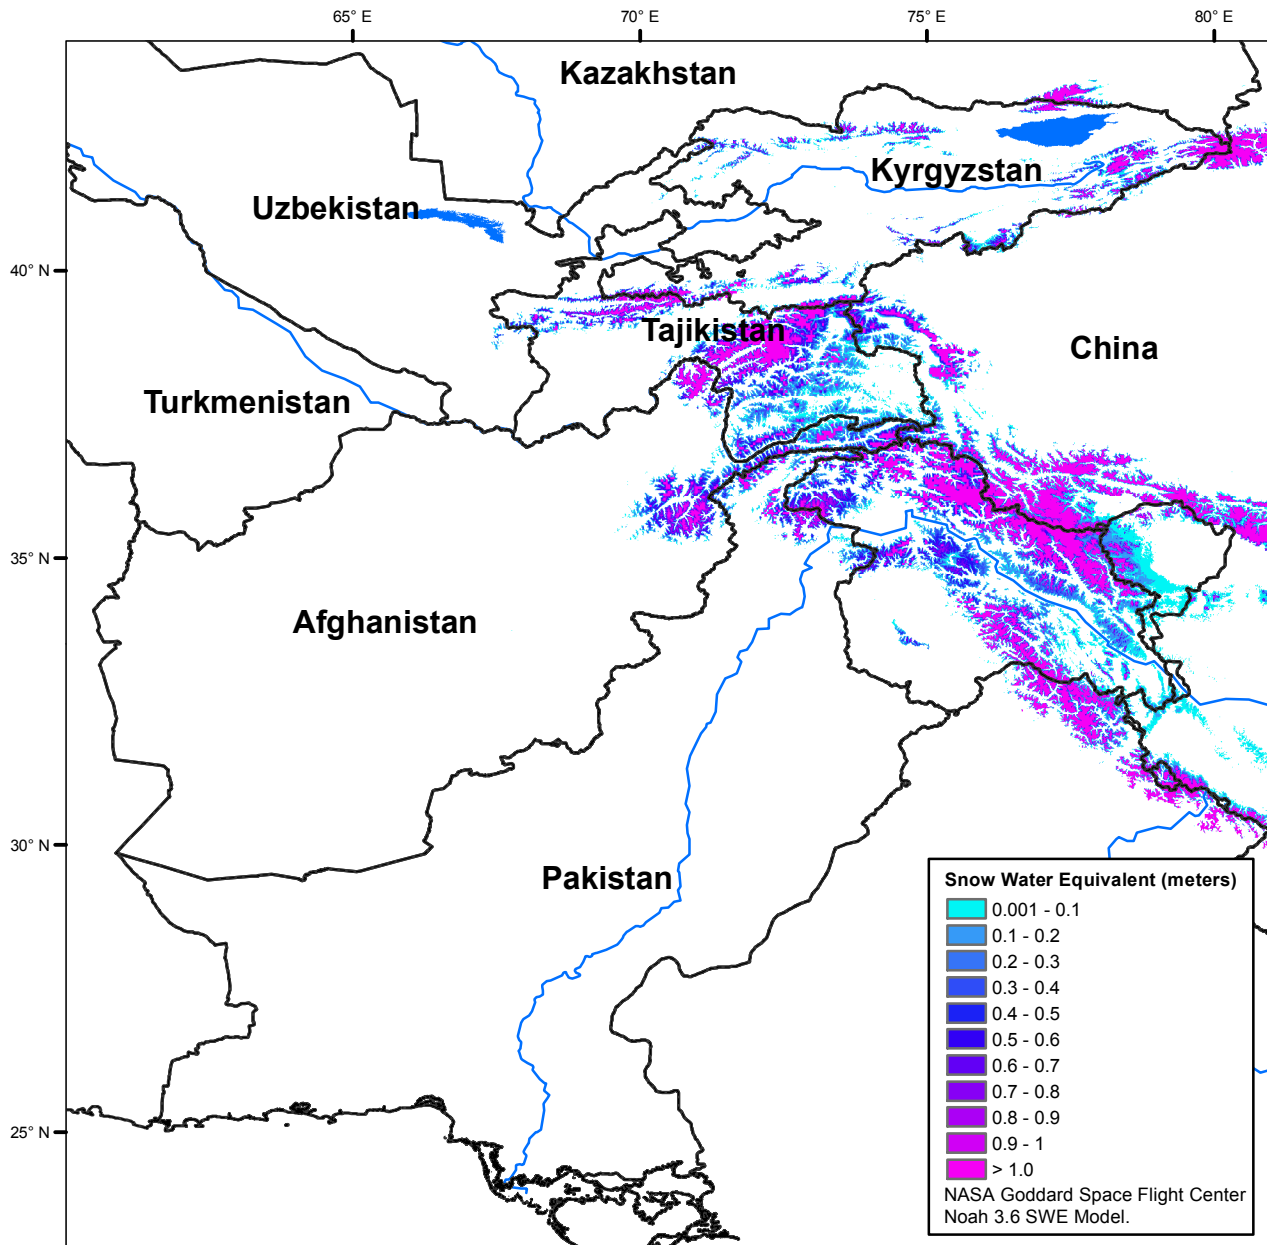 65° E
70° E
75° E
80° E
Kazakhstan
Kyrgyzstan
Uzbekistan
40° N
Tajikistan
China
Turkmenistan
35° N
Afghanistan
30° N
Pakistan
25° N
Snow Water Equivalent (meters)
0.001 - 0.1
0.1 - 0.2
0.2 - 0.3
0.3 - 0.4
0.4 - 0.5
0.5 - 0.6
0.6 - 0.7
0.7 - 0.8
0.8 - 0.9
0.9 - 1
> 1.0
NASA Goddard Space Flight Center
Noah 3.6 SWE Model.